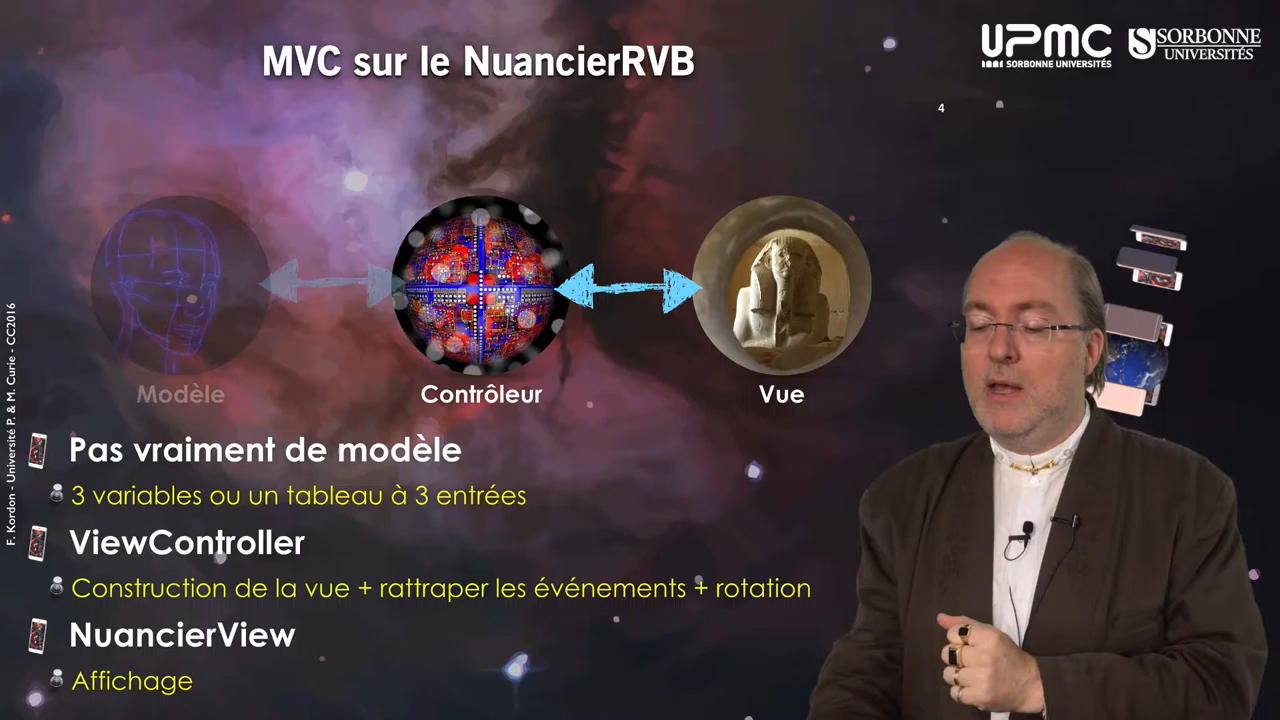 MVC sur le NuancierRVB
UPMC
SORBONNE UNIVERSITÉS
SORBONNE
UNIVERSITÉS
4
Modèle
Contrôleur
Vue
Pas vraiment de modèle
3 variables ou un tableau à 3 entrées
ViewController
Construction de la vue + rattraper les événements + rotation
NuancierView
Affichage
F. Kordon - Université P. & M. Curie - CC2016